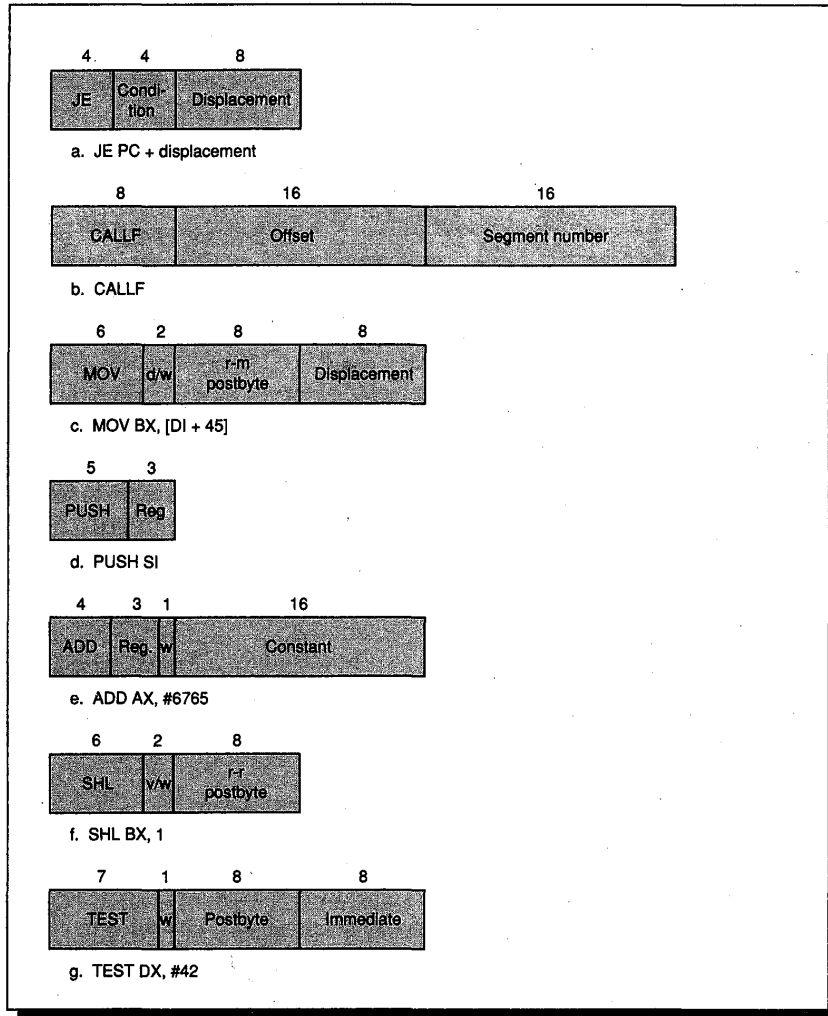 4 4 8
JE Condi-
tion Displacement
a. JE PC + displacement
8 16 16
CALLF Offset Segment number
b. CALLF
6 2 8 8
MOV d/w r-m
postbyte Displacement
c. MOV BX, [DI + 45]
5 3
PUSH Reg
d. PUSH SI
4 3 1 16
ADD Reg. w Constant
e. ADD AX, #6765
6 2 8
SHL v/w r-r
postbyte
f. SHL BX, 1
7 1 8 8
TEST w Postbyte Immediate
g. TEST DX, #42